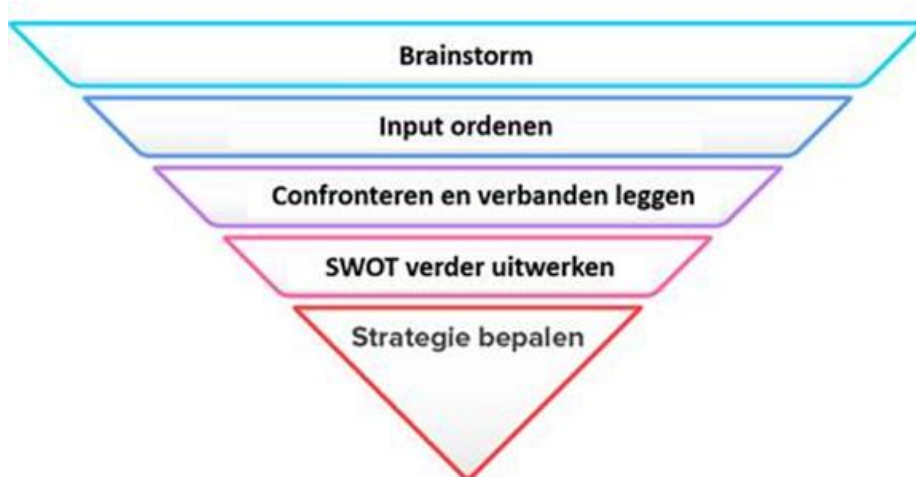 Brainstorm
Input ordenen
Confronteren en verbanden leggen
SWOT verder uitwerken
Strategie bepalen